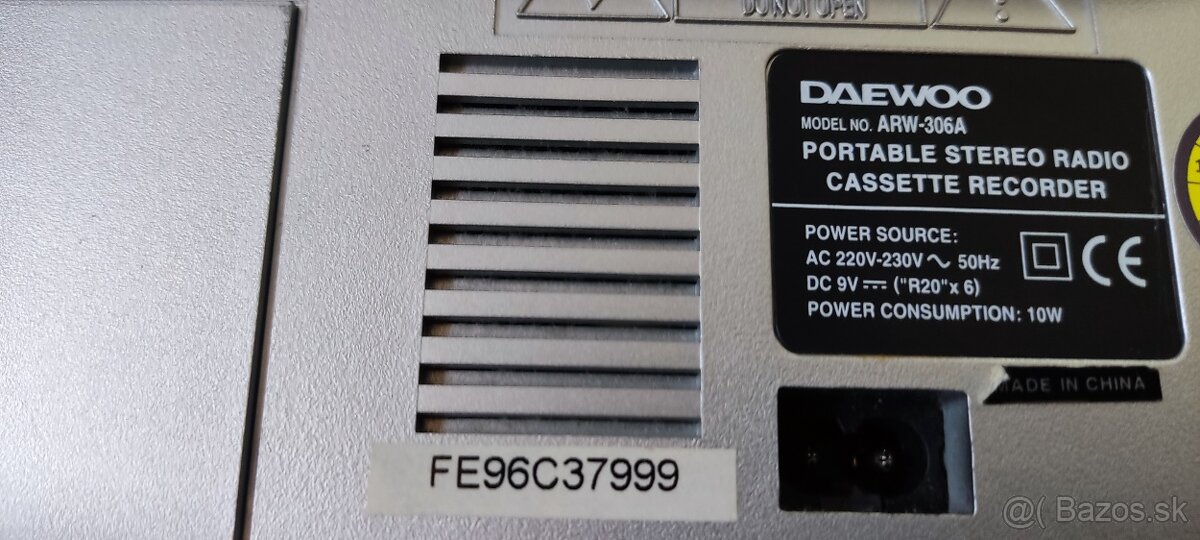 DO NOT OPEN
DAEWOO
MODEL NO. ARW-306A
PORTABLE STEREO RADIO
CASSETTE RECORDER
POWER SOURCE:
AC 220V-230V ~ 50Hz
DC 9V ⎓ ("R20"x 6)
POWER CONSUMPTION: 10W
CE
MADE IN CHINA
FE96C37999
@( Bazos.sk